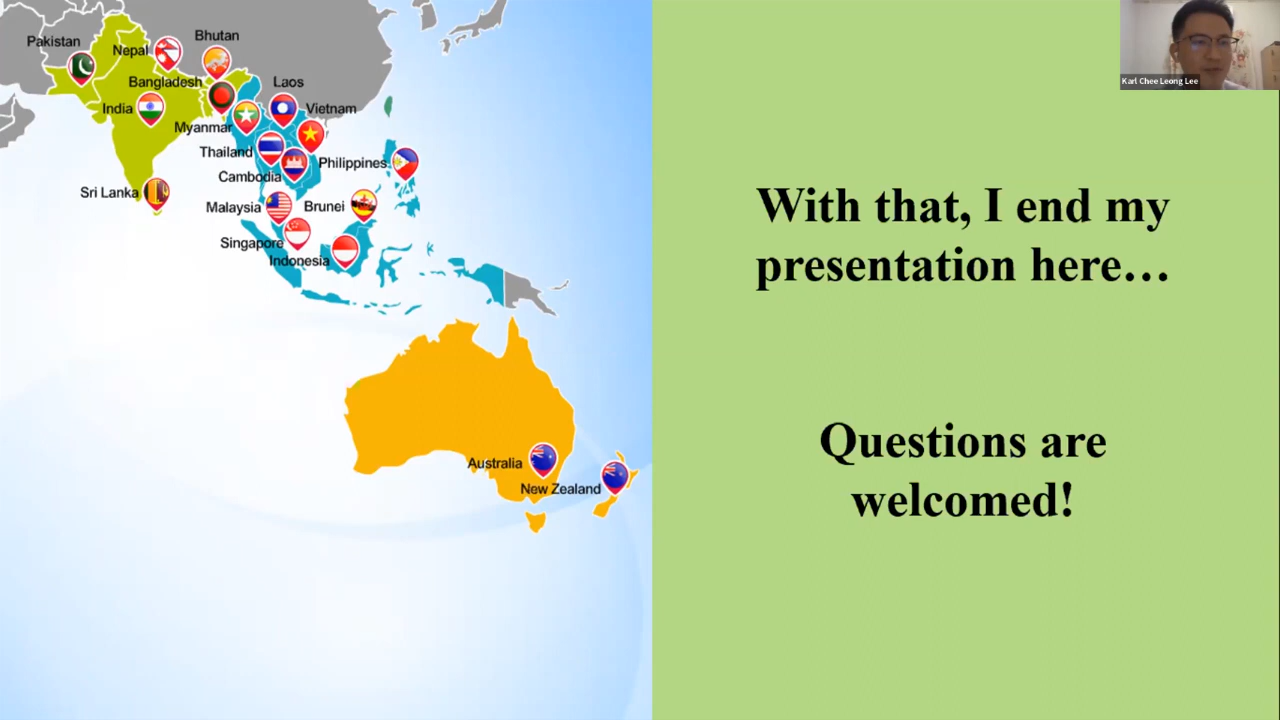 Pakistan
Nepal
Bhutan
Bangladesh
Laos
India
Vietnam
Myanmar
Thailand
Philippines
Cambodia
Sri Lanka
Malaysia
Brunei
Singapore
Indonesia
Australia
New Zealand
Karl Chee Leong Lee
With that, I end my
presentation here…
Questions are
welcomed!